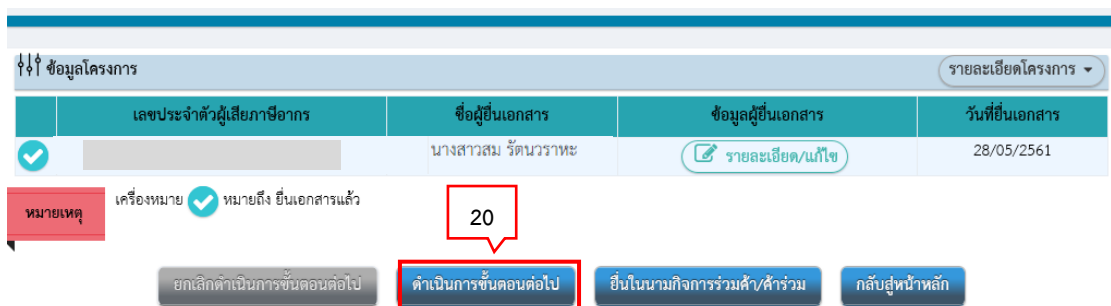 ข้อมูลโครงการ
รายละเอียดโครงการ
เลขประจำตัวผู้เสียภาษีอากร ชื่อผู้ยื่นเอกสาร ข้อมูลผู้ยื่นเอกสาร วันที่ยื่นเอกสาร
นางสาวสม รัตนวราหะ รายละเอียด/แก้ไข 28/05/2561
หมายเหตุ เครื่องหมาย หมายถึง ยื่นเอกสารแล้ว
20
ยกเลิกดำเนินการขั้นตอนต่อไป ดำเนินการขั้นตอนต่อไป ยื่นในนามกิจการร่วมค้า/ค้าร่วม กลับสู่หน้าหลัก